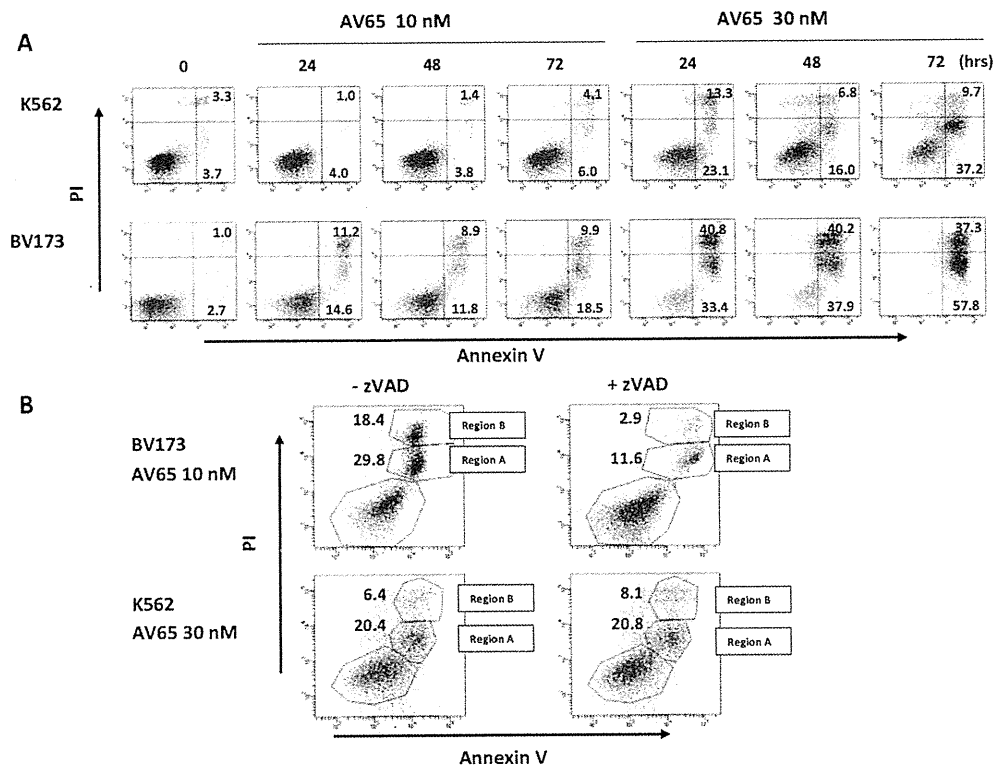 AV65 10 nM AV65 30 nM
A
0 24 48 72 24 48 72 (hrs)
K562
3.3 1.0 1.4 4.1 13.3 6.8 9.7
3.7 4.0 3.8 6.0 23.1 16.0 37.2
PI
BV173
1.0 11.2 8.9 9.9 40.8 40.2 37.3
2.7 14.6 11.8 18.5 33.4 37.9 57.8
Annexin V
B
- zVAD + zVAD
BV173
AV65 10 nM
18.4 Region B 2.9 Region B
29.8 Region A 11.6 Region A
PI
K562
AV65 30 nM
6.4 Region B 8.1 Region B
20.4 Region A 20.8 Region A
Annexin V